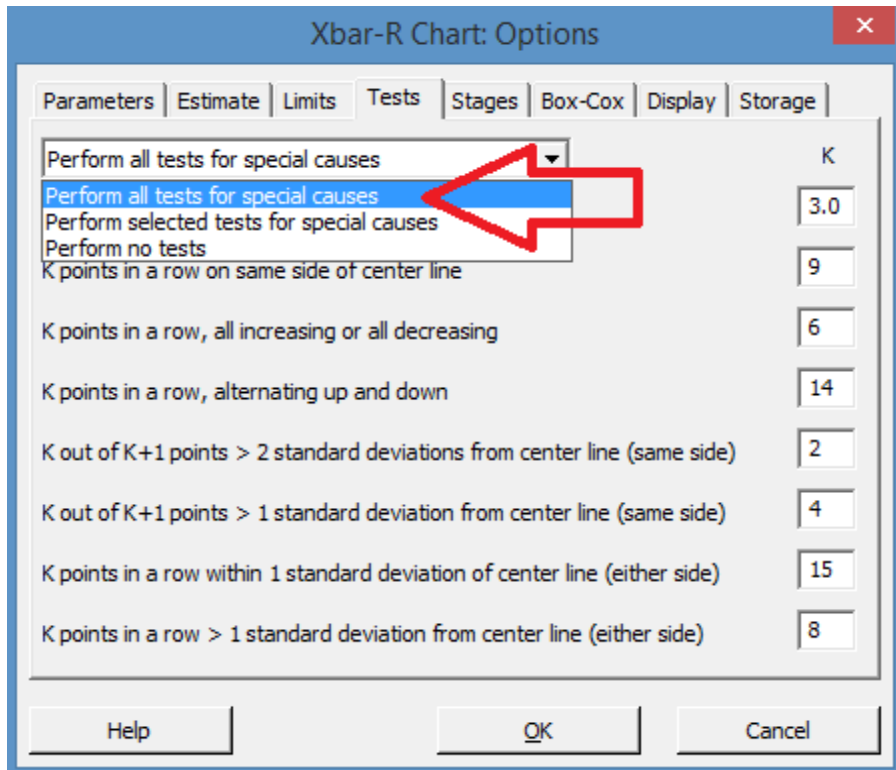 Xbar-R Chart: Options
Parameters Estimate Limits Tests Stages Box-Cox Display Storage
Perform all tests for special causes K
Perform all tests for special causes
Perform selected tests for special causes 3.0
Perform no tests
K points in a row on same side of center line 9
K points in a row, all increasing or all decreasing 6
K points in a row, alternating up and down 14
K out of K+1 points > 2 standard deviations from center line (same side) 2
K out of K+1 points > 1 standard deviation from center line (same side) 4
K points in a row within 1 standard deviation of center line (either side) 15
K points in a row > 1 standard deviation from center line (either side) 8
Help OK Cancel